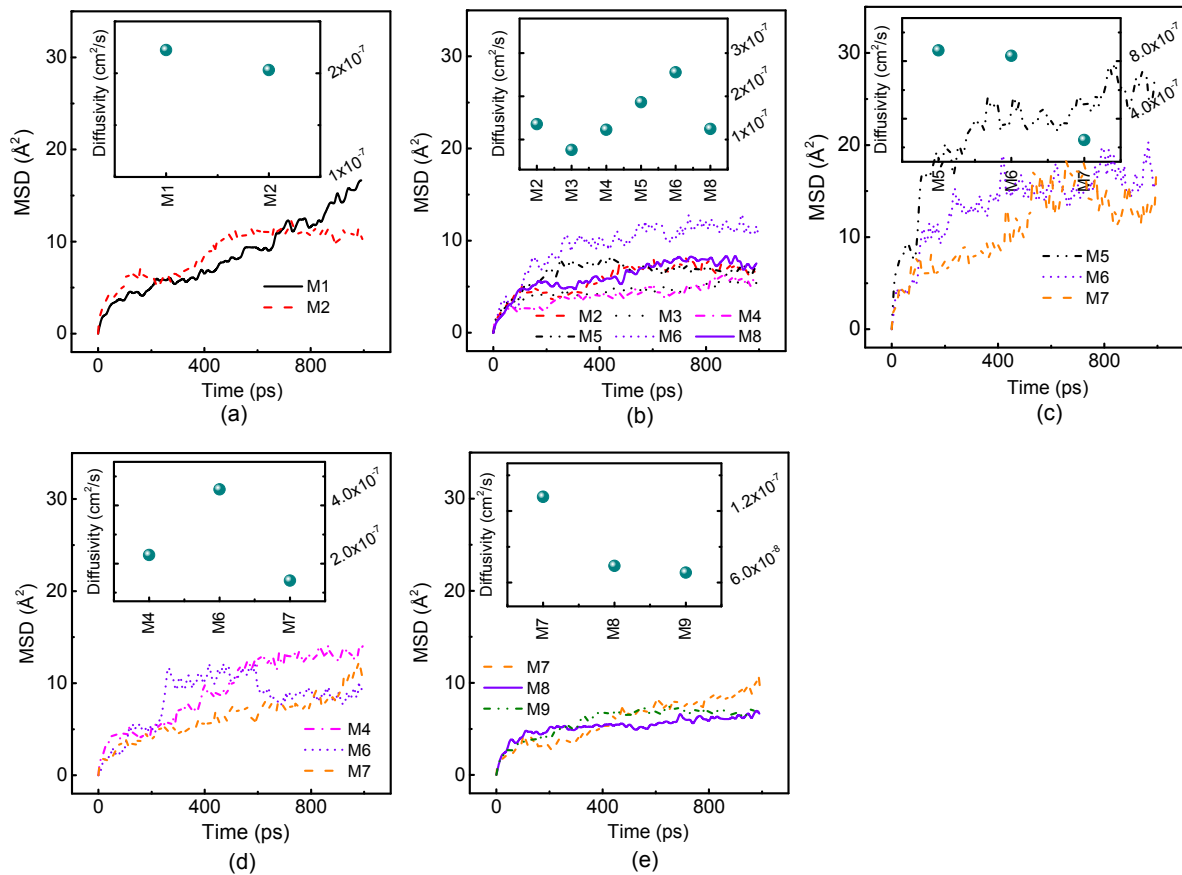 30
20
10
0
MSD (Å²)
0 400 800
Time (ps)
(a)
Diffusivity (cm²/s)
2x10⁻⁷
1x10⁻⁷
M1 M2
M1
M2
30
20
10
0
MSD (Å²)
0 400 800
Time (ps)
(b)
Diffusivity (cm²/s)
3x10⁻⁷
2x10⁻⁷
1x10⁻⁷
M2 M3 M4 M5 M6 M8
M2 M3 M4
M5 M6 M8
30
20
10
0
MSD (Å²)
0 400 800
Time (ps)
(c)
Diffusivity (cm²/s)
8.0x10⁻⁷
4.0x10⁻⁷
M5 M6 M7
M5
M6
M7
30
20
10
0
MSD (Å²)
0 400 800
Time (ps)
(d)
Diffusivity (cm²/s)
4.0x10⁻⁷
2.0x10⁻⁷
M4 M6 M7
M4
M6
M7
30
20
10
0
MSD (Å²)
0 400 800
Time (ps)
(e)
Diffusivity (cm²/s)
1.2x10⁻⁷
6.0x10⁻⁸
M7 M8 M9
M7
M8
M9